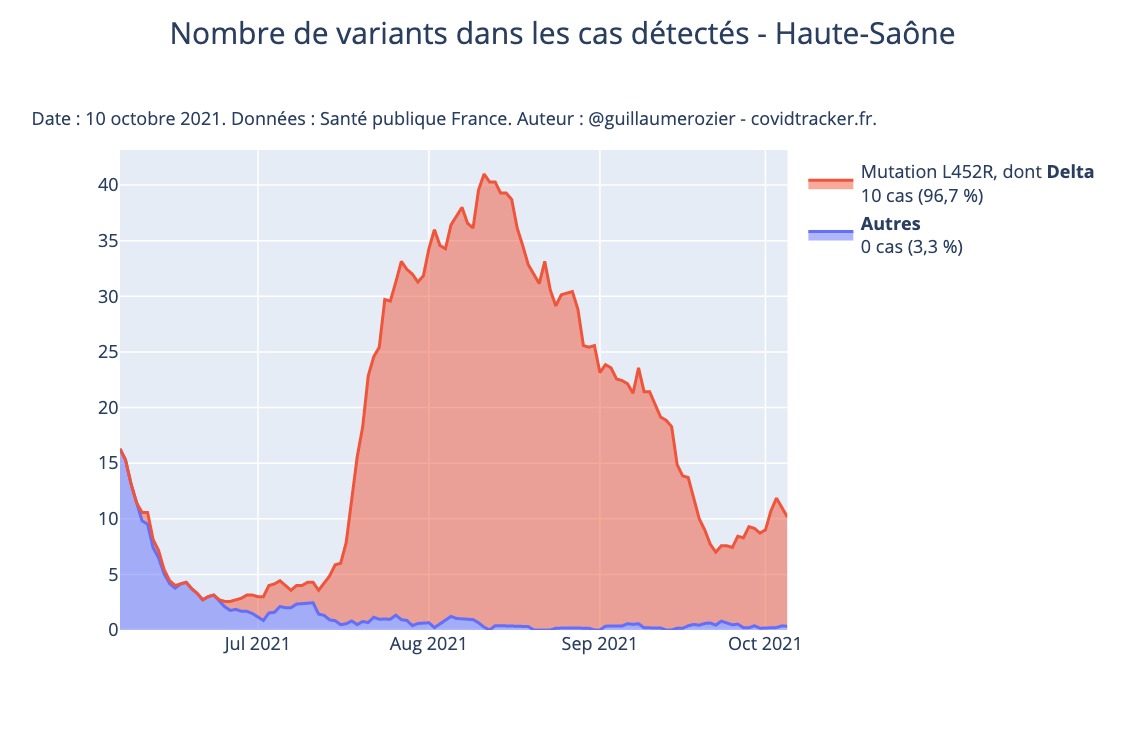 Nombre de variants dans les cas détectés - Haute-Saône
Date : 10 octobre 2021. Données : Santé publique France. Auteur : @guillaumerozier - covidtracker.fr.
Mutation L452R, dont Delta
10 cas (96,7 %)
Autres
0 cas (3,3 %)
40
35
30
25
20
15
10
5
0
Jul 2021
Aug 2021
Sep 2021
Oct 2021